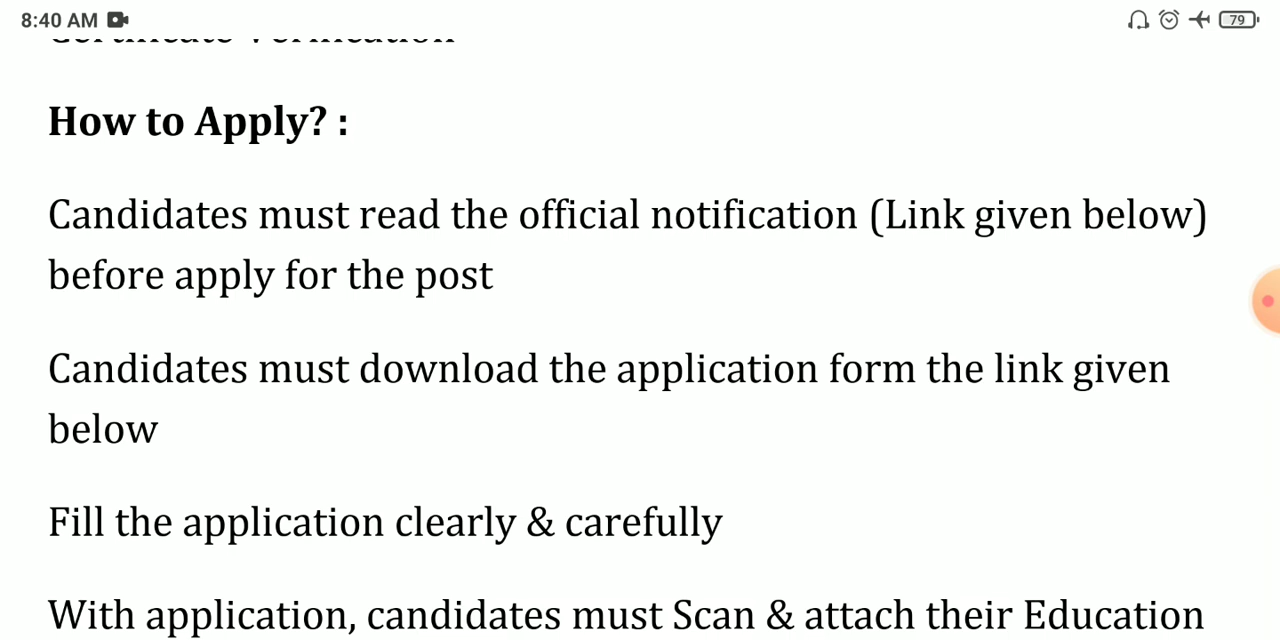 8:40 AM
79
Certificate Verification
How to Apply? :
Candidates must read the official notification (Link given below)
before apply for the post
Candidates must download the application form the link given
below
Fill the application clearly & carefully
With application, candidates must Scan & attach their Education